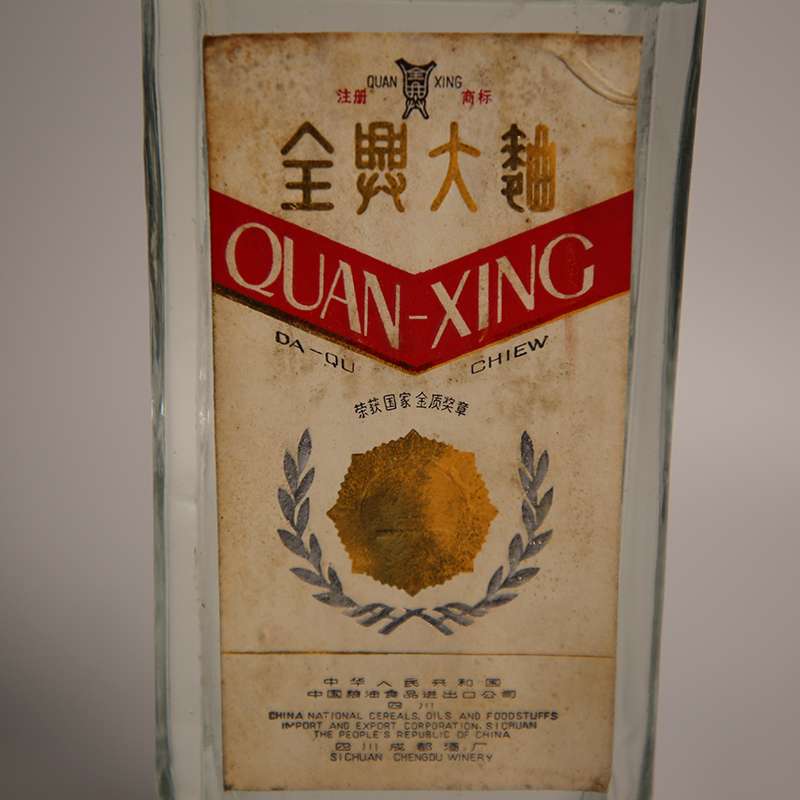 QUAN 全興 XING
注册 商标
全興大麯
QUAN-XING
DA-QU CHIEW
荣获国家金质奖章
中华人民共和国
中国粮油食品进出口公司
四川
CHINA NATIONAL CEREALS, OILS AND FOODSTUFFS
IMPORT AND EXPORT CORPORATION. SICHUAN
THE PEOPLE'S REPUBLIC OF CHINA
四川成都酒厂
SICHUAN CHENGDU WINERY